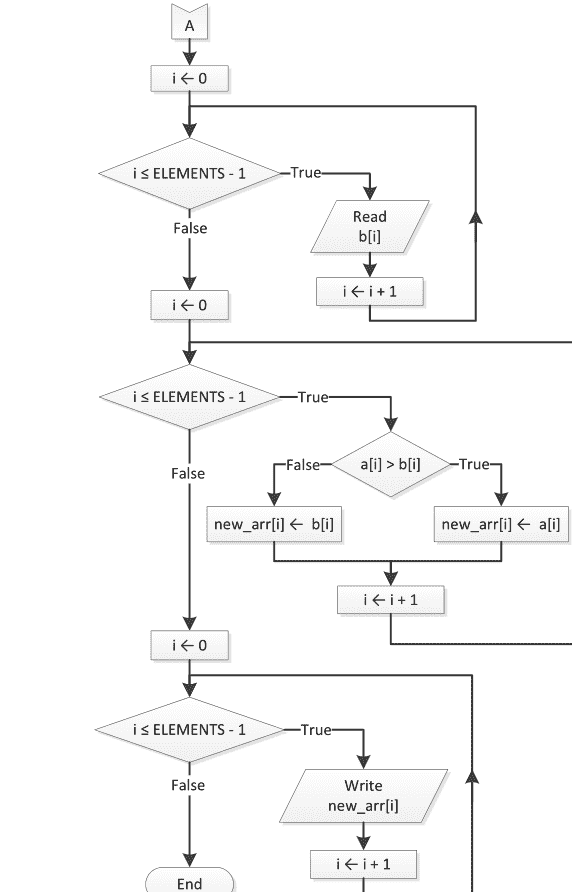 A
i ← 0
i ≤ ELEMENTS - 1
True
Read
b[i]
False
i ← i + 1
i ← 0
i ≤ ELEMENTS - 1
True
a[i] > b[i]
False
True
False
new_arr[i] ← b[i]
new_arr[i] ← a[i]
i ← i + 1
i ← 0
i ≤ ELEMENTS - 1
True
Write
new_arr[i]
False
i ← i + 1
End